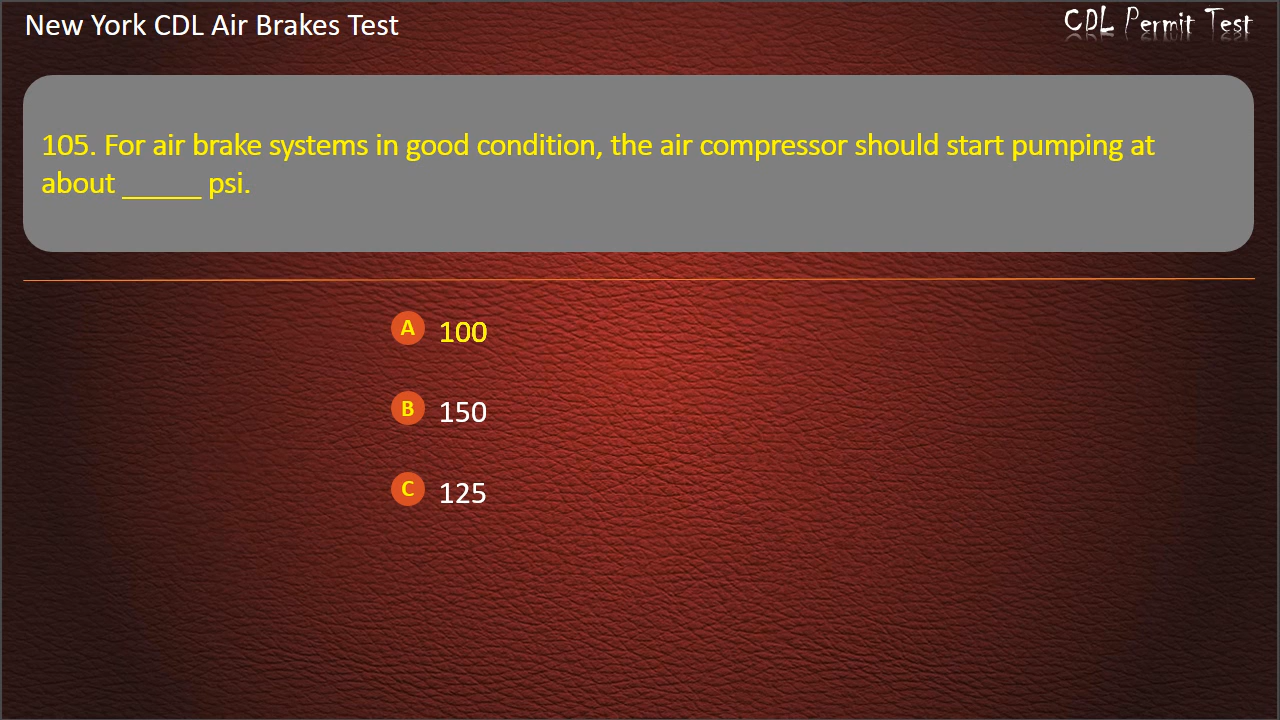 New York CDL Air Brakes Test
CDL Permit Test
105. For air brake systems in good condition, the air compressor should start pumping at
about _____ psi.
A 100
B 150
C 125